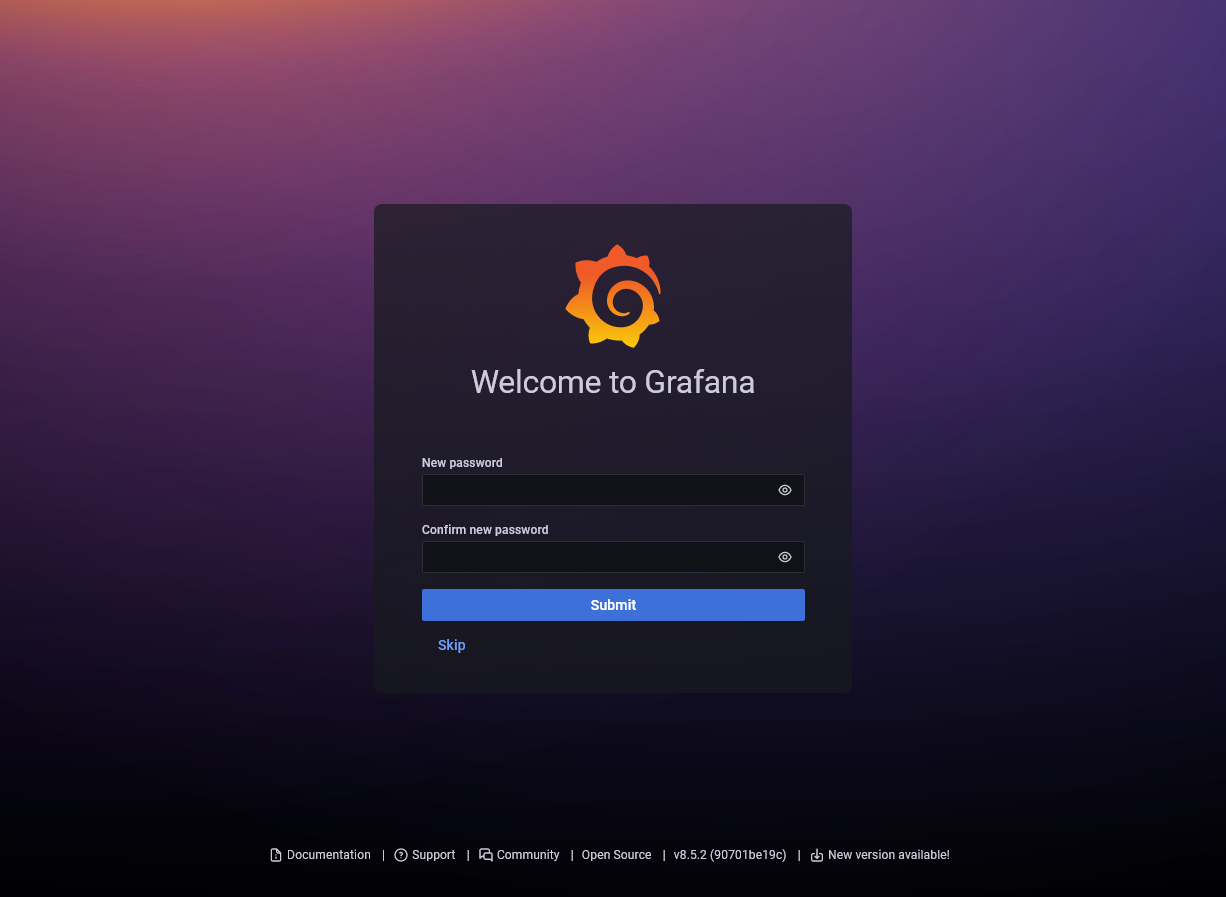 Welcome to Grafana
New password
Confirm new password
Submit
Skip
Documentation | Support | Community | Open Source | v8.5.2 (90701be19c) | New version available!